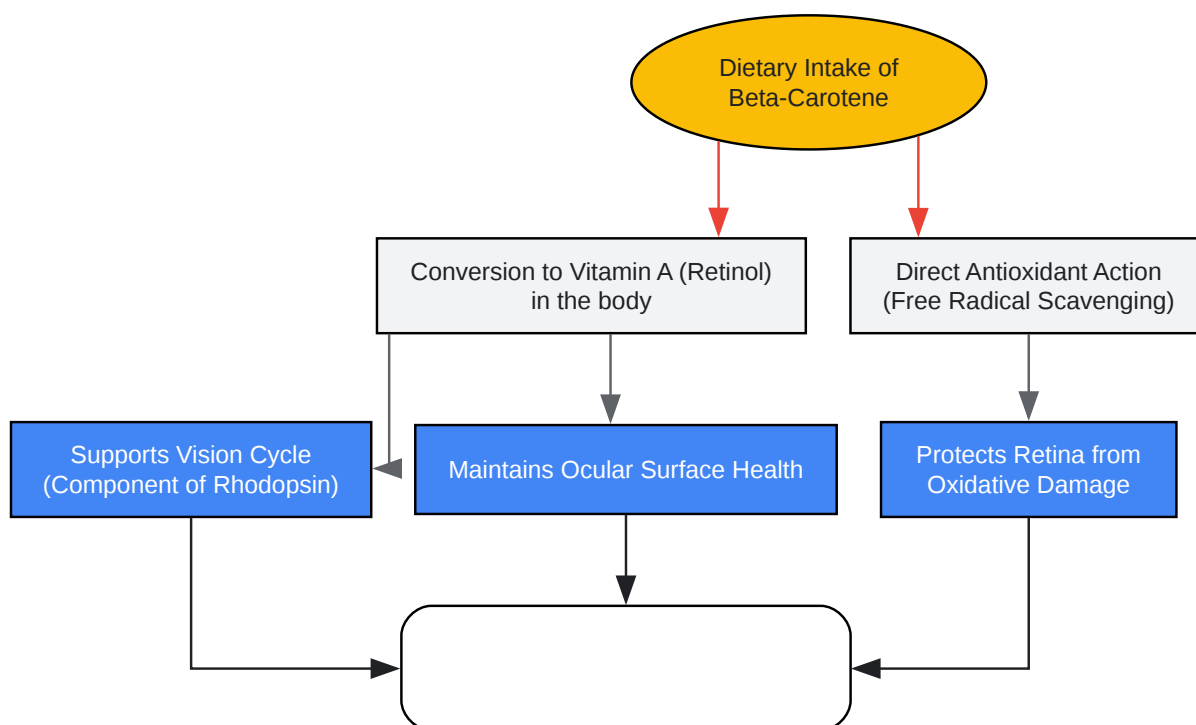 Dietary Intake of
Beta-Carotene
Conversion to Vitamin A (Retinol)
in the body
Direct Antioxidant Action
(Free Radical Scavenging)
Supports Vision Cycle
(Component of Rhodopsin)
Maintains Ocular Surface Health
Protects Retina from
Oxidative Damage